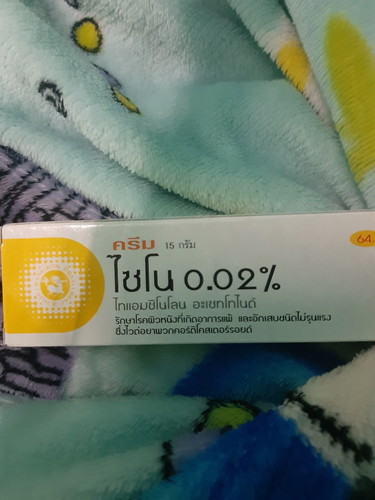 ครีม 15 กรัม
64.
ไซโน 0.02%
ไทแอมซิโนโลน อะเซทโทไนด์
รักษาโรคผิวหนังที่เกิดอาการแพ้ และอักเสบชนิดไม่รุนแรง
ซึ่งไวต่อยาพวกคอร์ติโคสเตอร์รอยด์